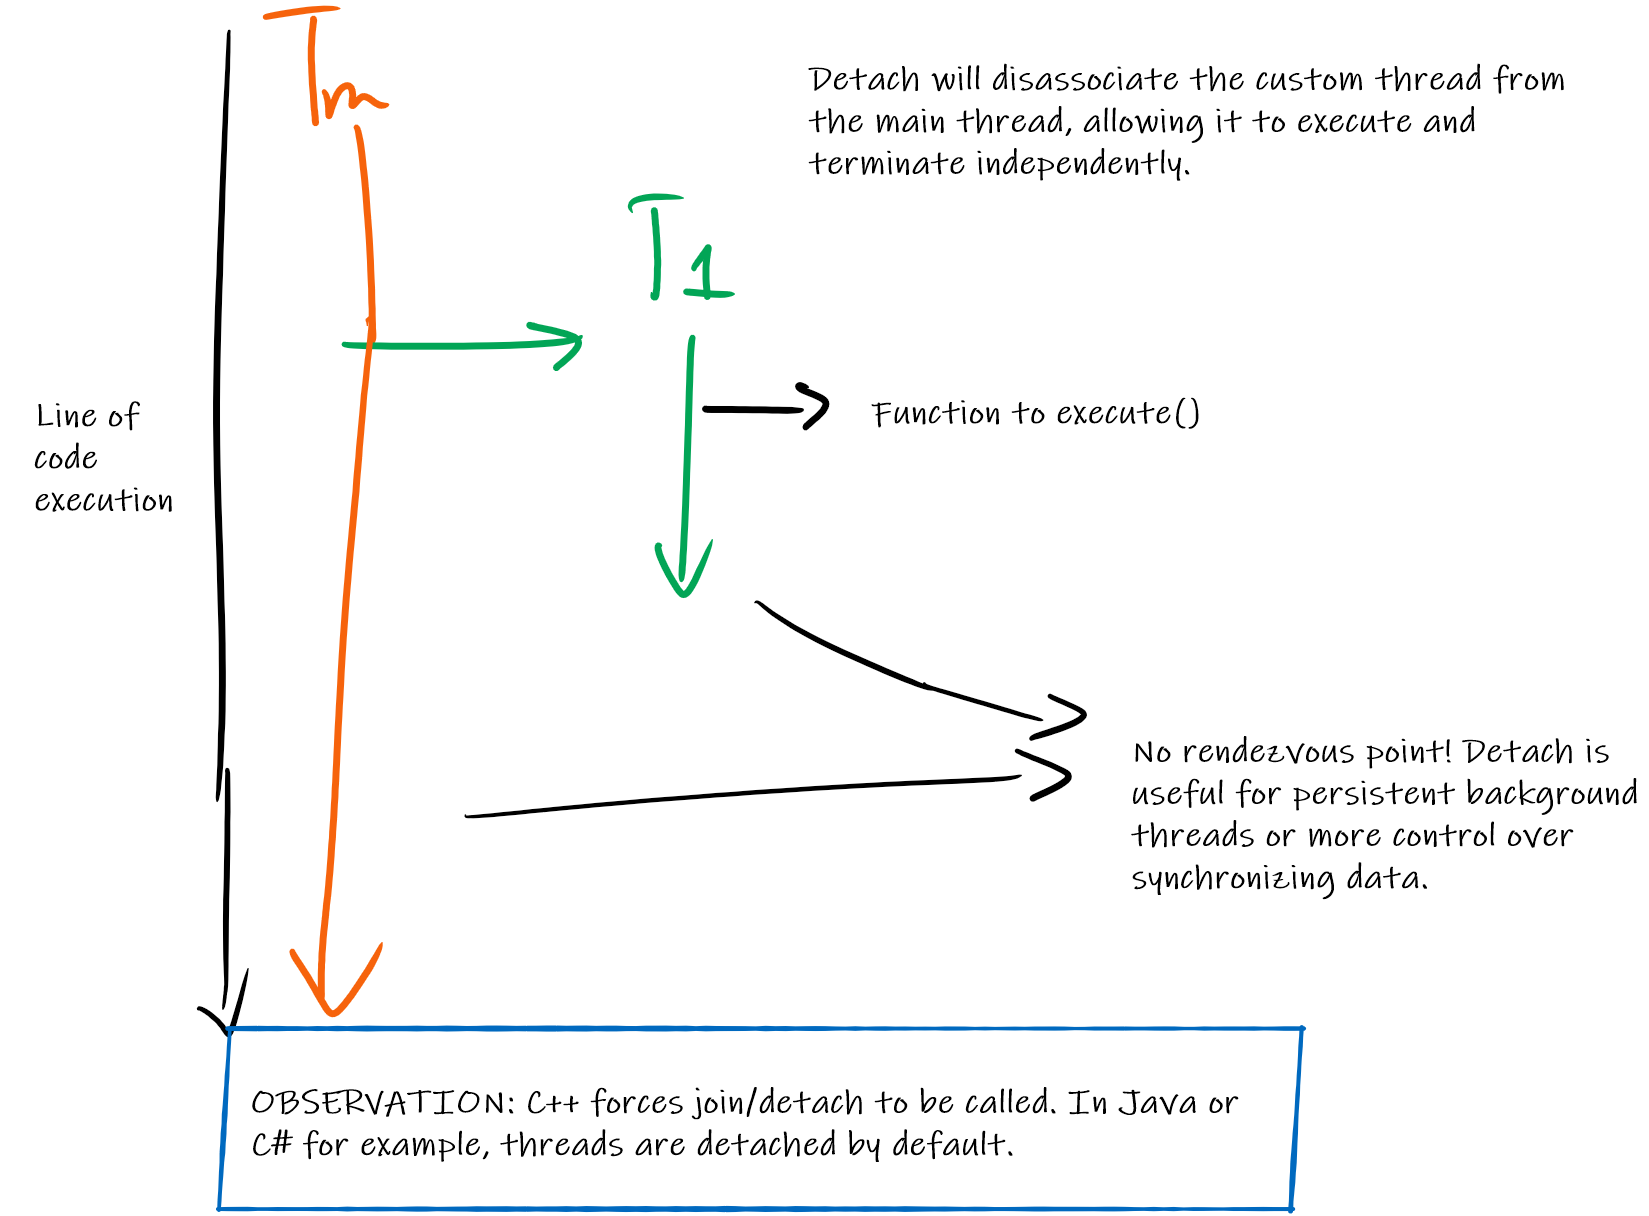 Tm
Detach will disassociate the custom thread from
the main thread, allowing it to execute and
terminate independently.
T1
Line of
code
execution
Function to execute()
No rendezvous point! Detach is
useful for persistent background
threads or more control over
synchronizing data.
OBSERVATION: C++ forces join/detach to be called. In Java or
C# for example, threads are detached by default.